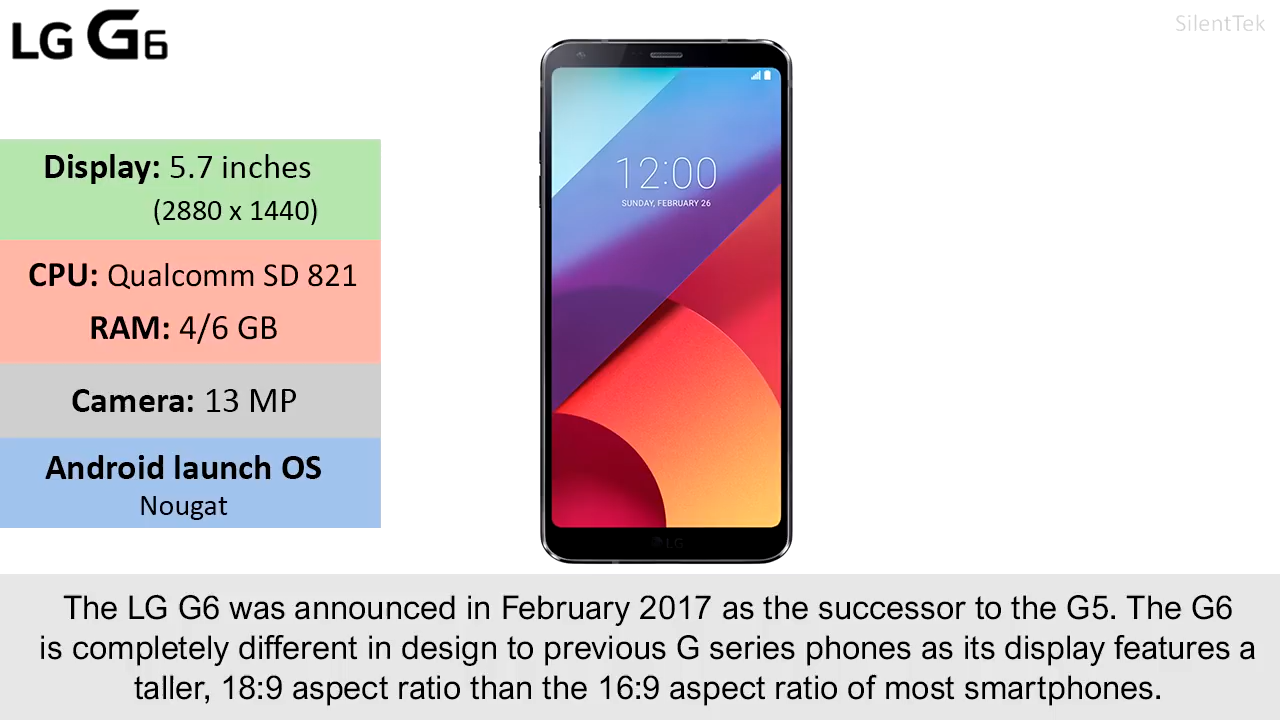 LG G6
SilentTek
12:00
SUNDAY, FEBRUARY 26
LG
Display: 5.7 inches
(2880 x 1440)
CPU: Qualcomm SD 821
RAM: 4/6 GB
Camera: 13 MP
Android launch OS
Nougat
The LG G6 was announced in February 2017 as the successor to the G5. The G6
is completely different in design to previous G series phones as its display features a
taller, 18:9 aspect ratio than the 16:9 aspect ratio of most smartphones.